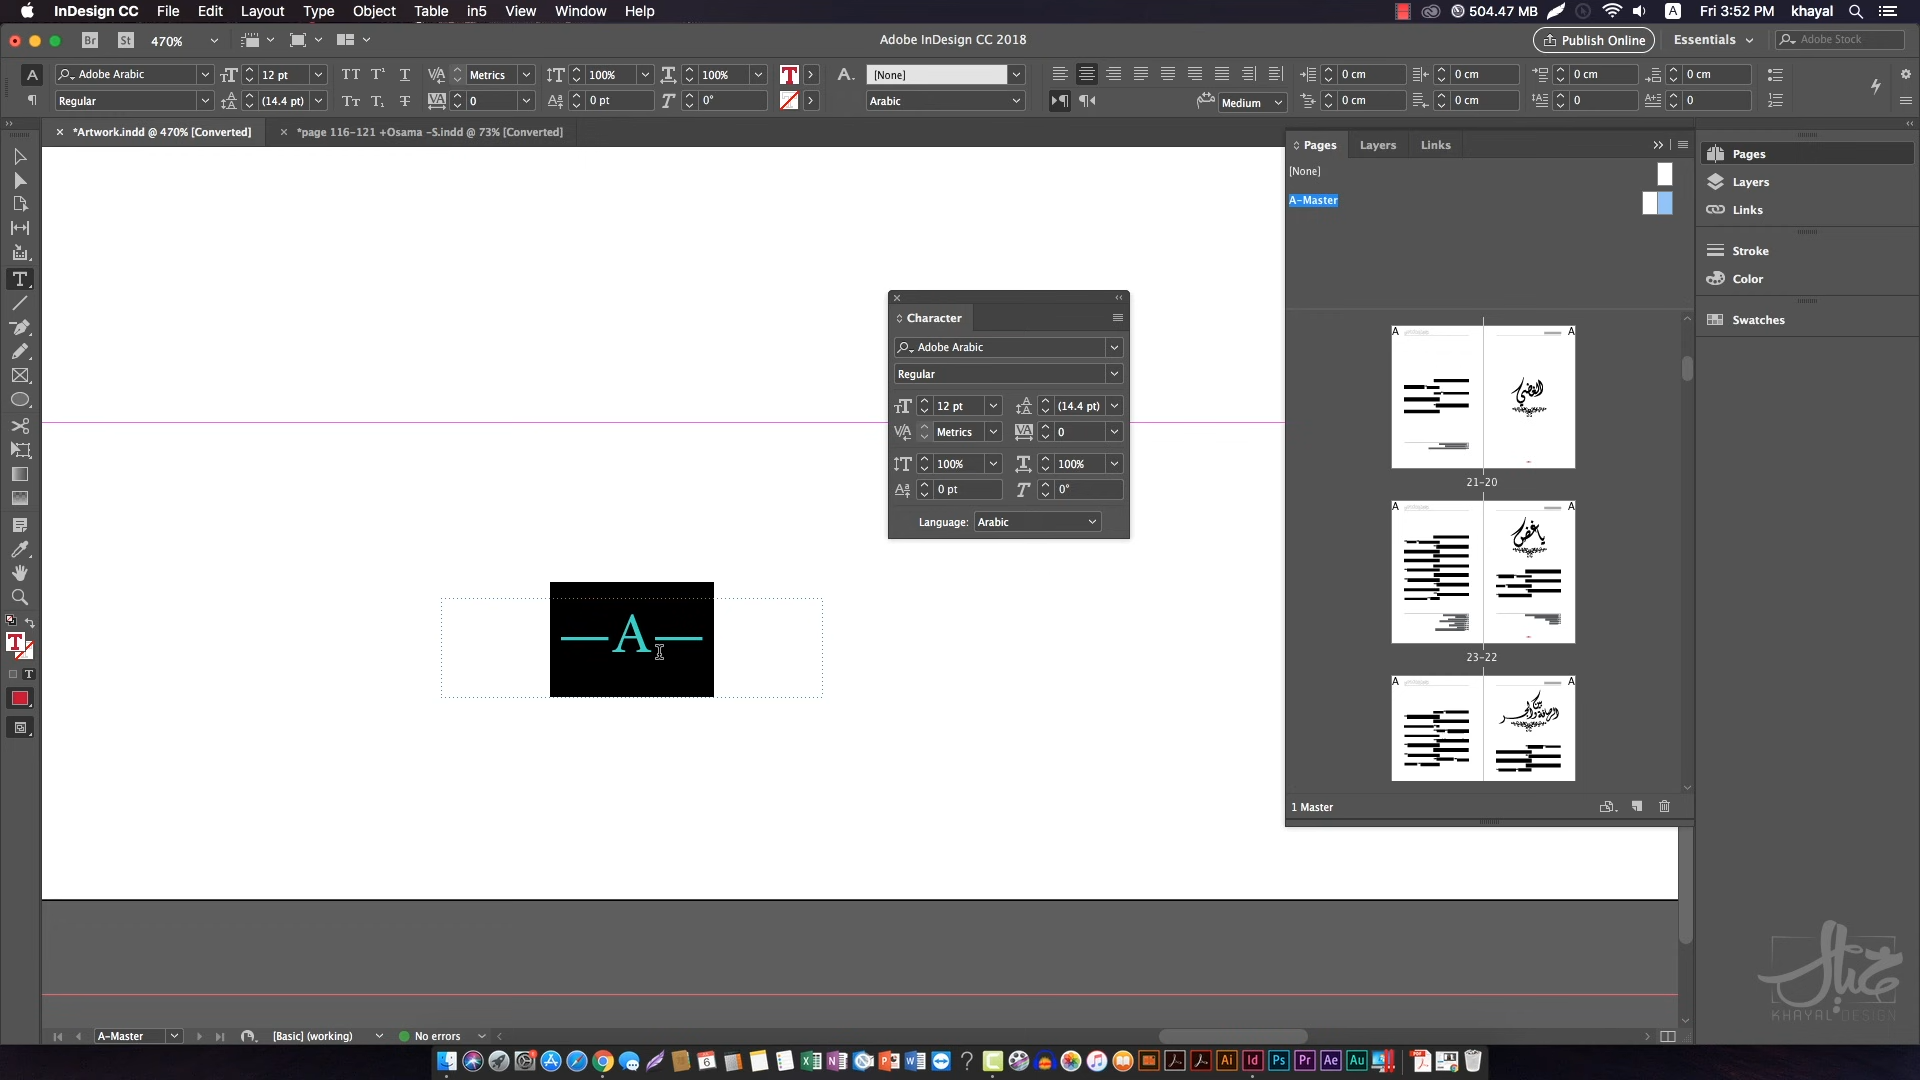 InDesign CC File Edit Layout Type Object Table in5 View Window Help
504.47 MB A Fri 3:52 PM khayal
Br St 470% Adobe InDesign CC 2018 Publish Online Essentials Adobe Stock
A Adobe Arabic 12 pt Metrics 100% 100% [None] 0 cm 0 cm 0 cm 0 cm
Regular (14.4 pt) 0 0 pt 0° Arabic Medium 0 cm 0 cm 0 0
*Artwork.indd @ 470% [Converted] *page 116-121 +Osama -S.indd @ 73% [Converted]
Pages Layers Links
[None]
A-Master
Pages
Layers
Links
Stroke
Color
Swatches
Character
Adobe Arabic
Regular
12 pt (14.4 pt)
Metrics 0
100% 100%
0 pt 0°
Language: Arabic
—A—
A A
21-20
A A
23-22
A A
1 Master
خيال
KHAYAL DESIGN
A-Master [Basic] (working) No errors